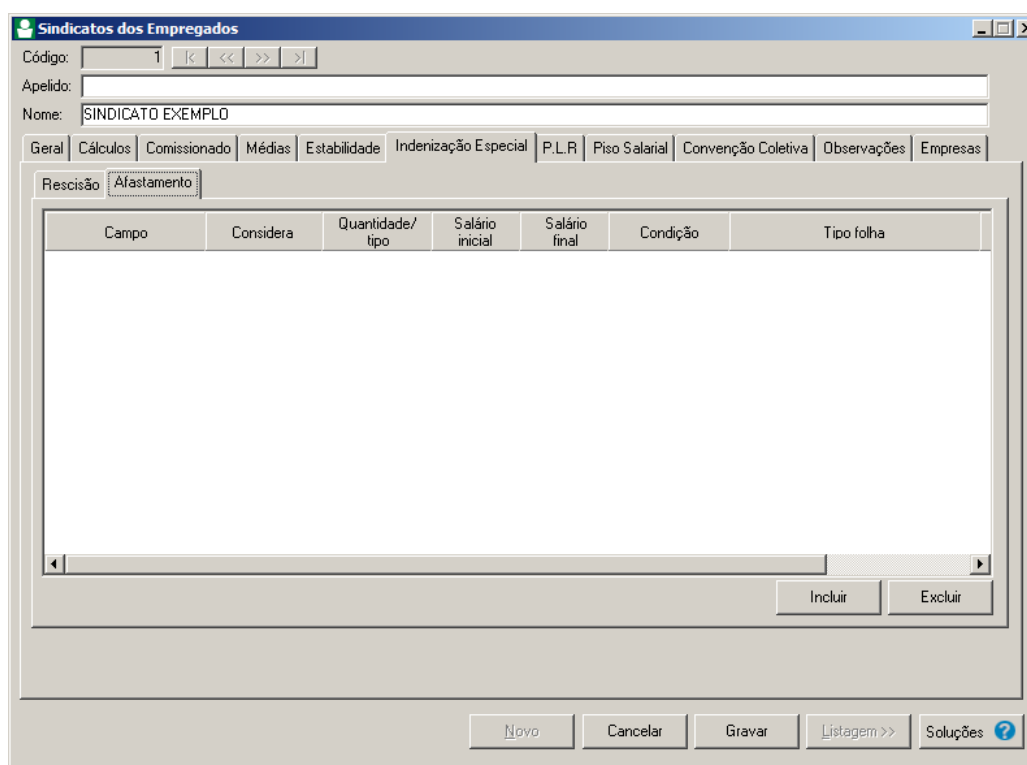 Sindicatos dos Empregados
Código: 1 |< << >> >|
Apelido:
Nome: SINDICATO EXEMPLO
Geral Cálculos Comissionado Médias Estabilidade Indenização Especial P.L.R Piso Salarial Convenção Coletiva Observações Empresas
Rescisão Afastamento
Campo Considera Quantidade/ tipo Salário inicial Salário final Condição Tipo folha
Incluir Excluir
Novo Cancelar Gravar Listagem >> Soluções ?